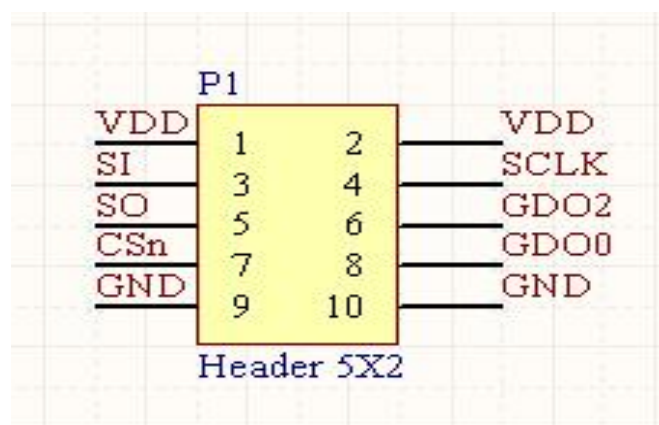 P1
VDD 1 2 VDD
SI 3 4 SCLK
SO 5 6 GDO2
CSn 7 8 GDO0
GND 9 10 GND
Header 5X2